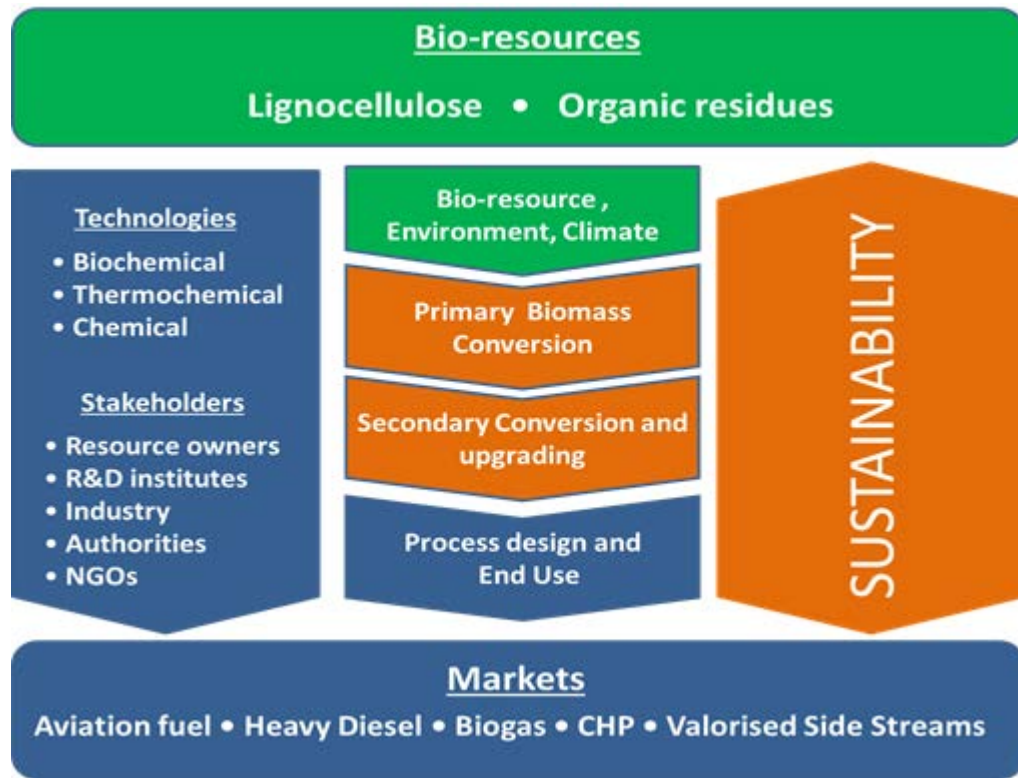 Bio-resources
Lignocellulose • Organic residues
Technologies
• Biochemical
• Thermochemical
• Chemical
Stakeholders
• Resource owners
• R&D institutes
• Industry
• Authorities
• NGOs
Bio-resource ,
Environment, Climate
Primary Biomass
Conversion
Secondary Conversion and
upgrading
Process design and
End Use
SUSTAINABILITY
Markets
Aviation fuel • Heavy Diesel • Biogas • CHP • Valorised Side Streams